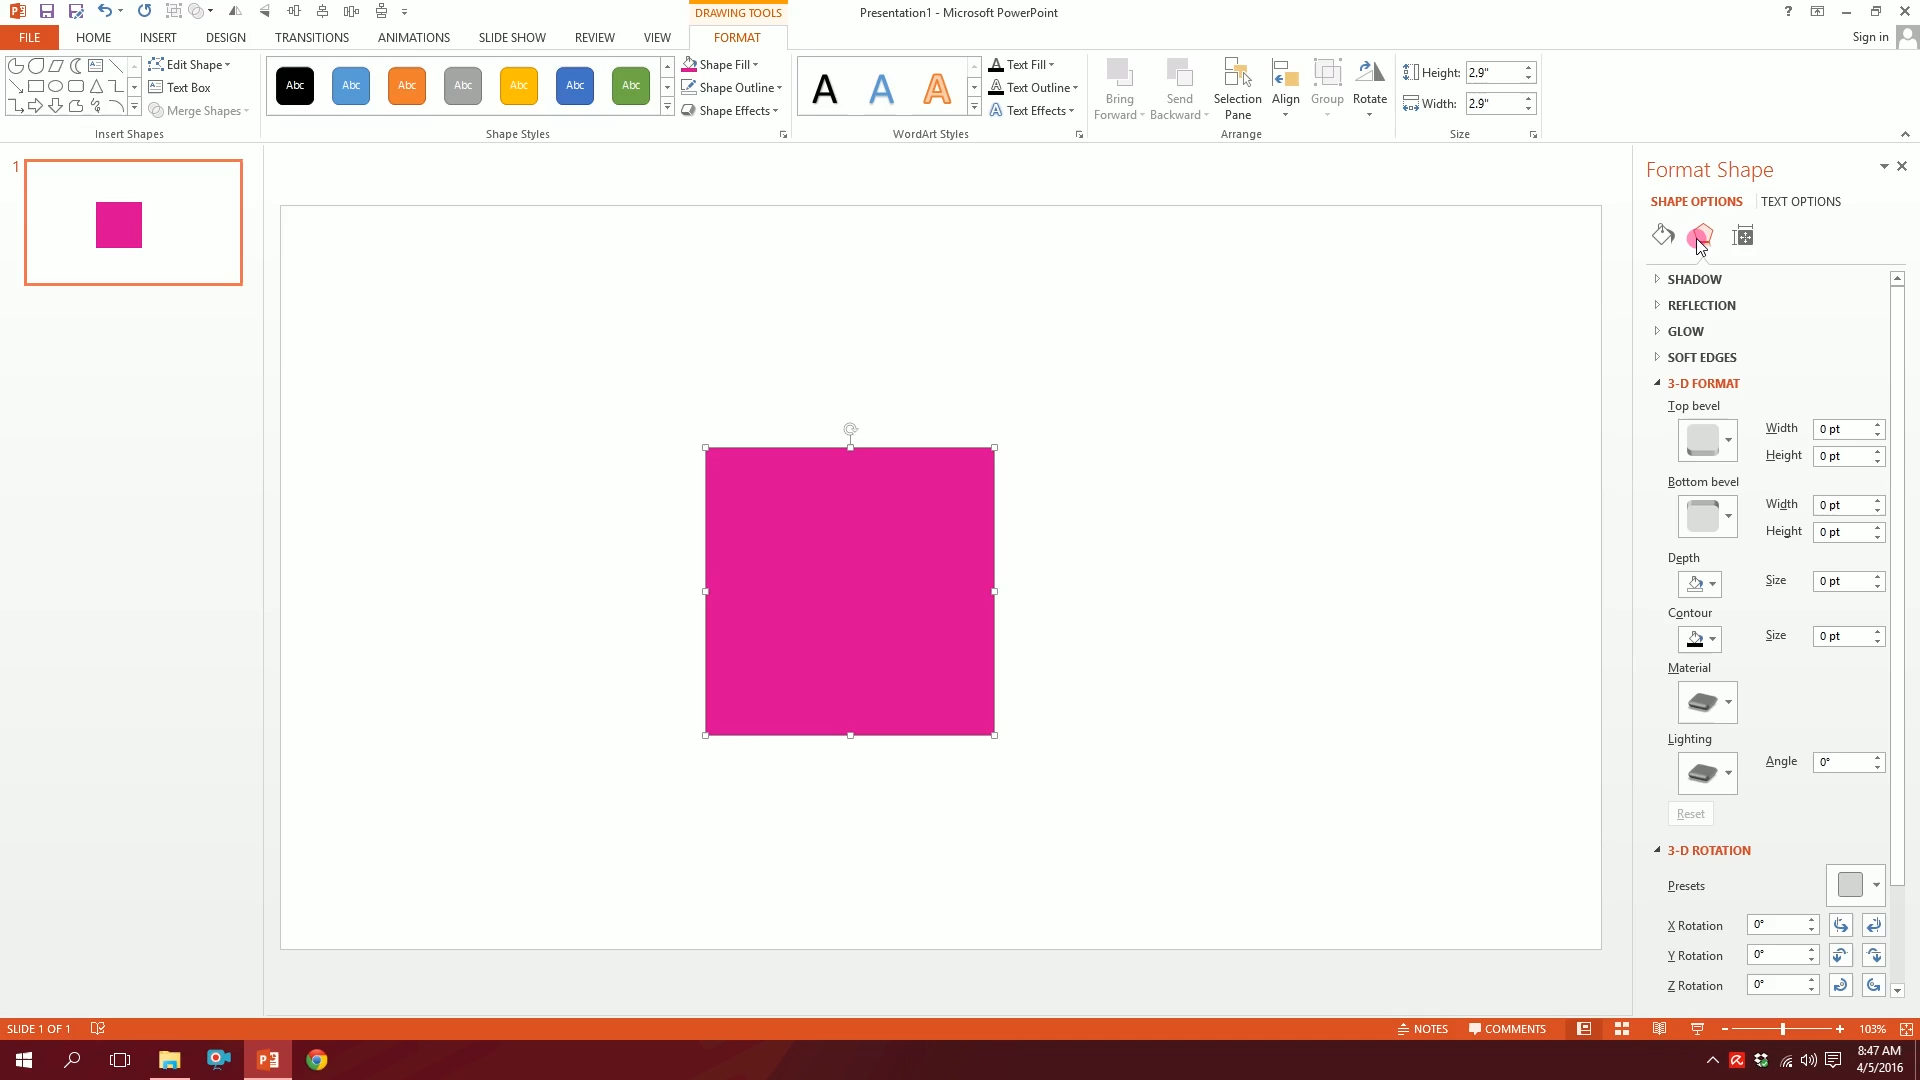 DRAWING TOOLS
Presentation1 - Microsoft PowerPoint
?
FILE
HOME
INSERT
DESIGN
TRANSITIONS
ANIMATIONS
SLIDE SHOW
REVIEW
VIEW
FORMAT
Sign in
Edit Shape
Text Box
Merge Shapes
Insert Shapes
Abc
Abc
Abc
Abc
Abc
Abc
Abc
Shape Fill
Shape Outline
Shape Effects
Shape Styles
A
A
A
Text Fill
Text Outline
Text Effects
WordArt Styles
Bring
Forward
Send
Backward
Selection
Pane
Align
Group
Rotate
Arrange
Height: 2.9"
Width: 2.9"
Size
1
Format Shape
SHAPE OPTIONS
TEXT OPTIONS
SHADOW
REFLECTION
GLOW
SOFT EDGES
3-D FORMAT
Top bevel
Width 0 pt
Height 0 pt
Bottom bevel
Width 0 pt
Height 0 pt
Depth
Size 0 pt
Contour
Size 0 pt
Material
Lighting
Angle 0°
Reset
3-D ROTATION
Presets
X Rotation 0°
Y Rotation 0°
Z Rotation 0°
SLIDE 1 OF 1
NOTES
COMMENTS
103%
8:47 AM
4/5/2016